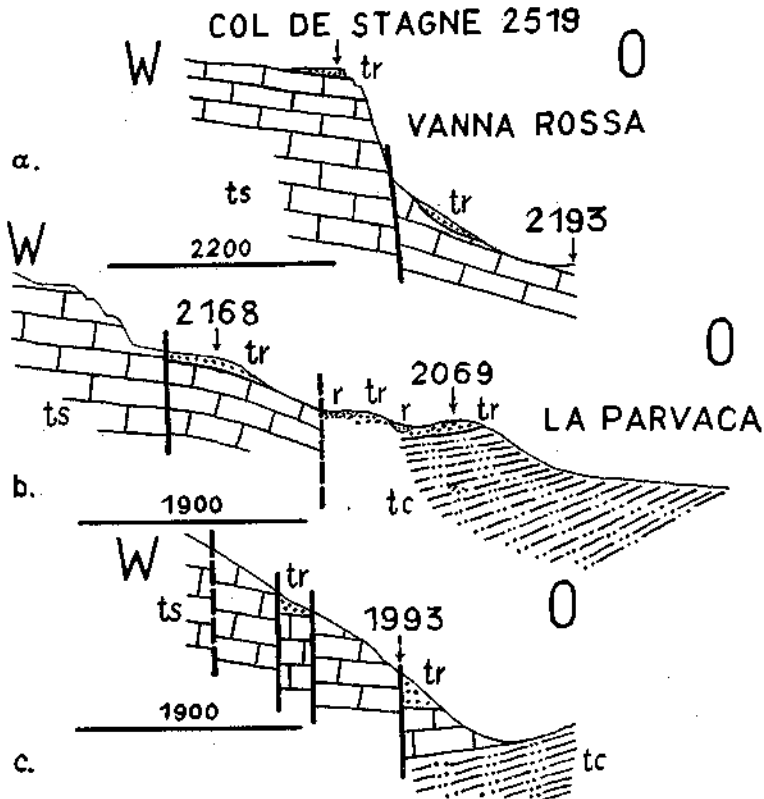 COL DE STAGNE 2519
W tr O
VANNA ROSSA
a.
ts tr
2193
2200
W
2168
tr O
r tr r 2069 tr
LA PARVACA
ts
b. tc
1900
W tr O
ts 1993
tr
1900
c. tc